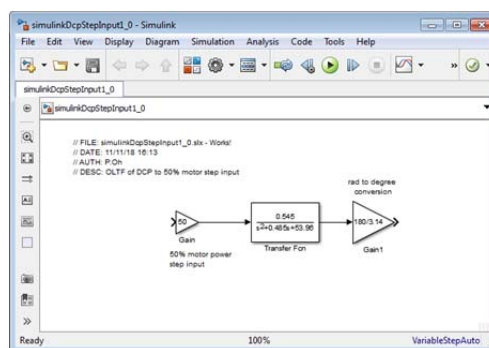 simulinkDcpStepInput1_0 - Simulink
File Edit View Display Diagram Simulation Analysis Code Tools Help
simulinkDcpStepInput1_0
simulinkDcpStepInput1_0
// FILE: simulinkDcpStepInput1_0.slx - Works!
// DATE: 11/11/18 16:13
// AUTH: P.Oh
// DESC: OLTF of DCP to 50% motor step input
rad to degree
conversion
50
0.545
s²+0.485s+53.96
180/3.14
Gain
Transfer Fcn
Gain1
50% motor power
step input
Ready 100% VariableStepAuto